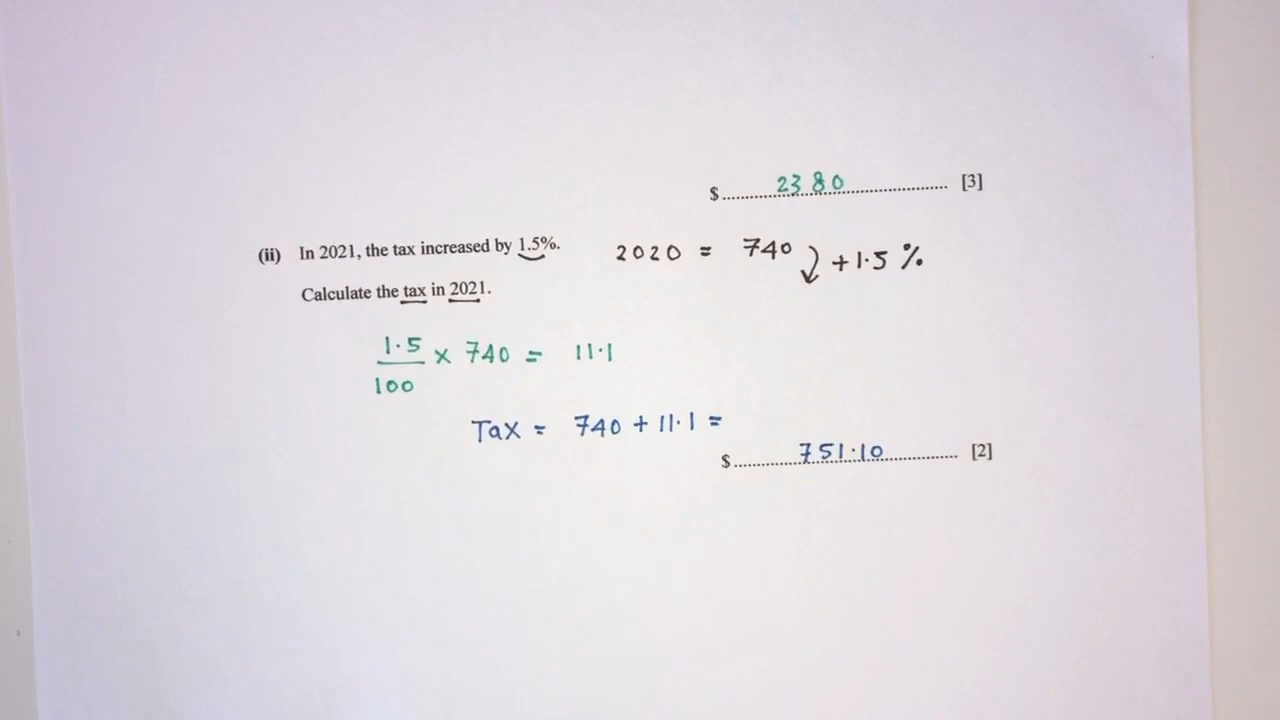 $ ........ 2380 ........ [3]
(ii) In 2021, the tax increased by 1.5%. 2020 = 740 +1.5%
Calculate the tax in 2021.
1.5/100 × 740 = 11.1
Tax = 740 + 11.1 =
$ ........ 751.10 ........ [2]